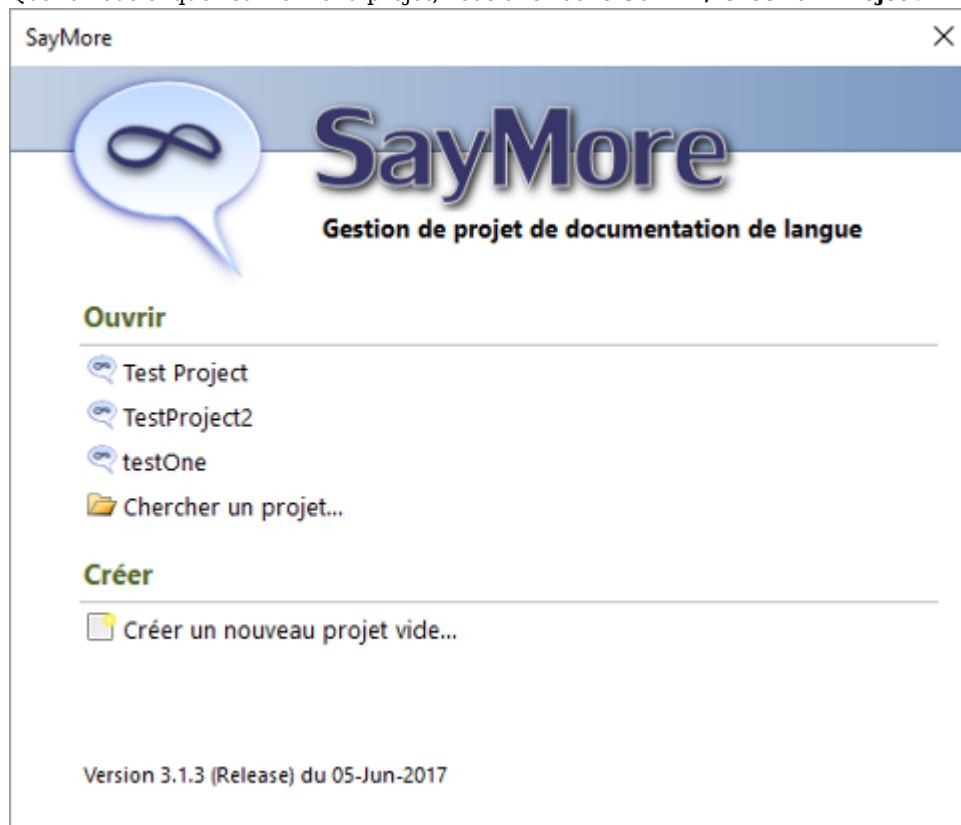 SayMore
SayMore
Gestion de projet de documentation de langue
Ouvrir
Test Project
TestProject2
testOne
Chercher un projet...
Créer
Créer un nouveau projet vide...
Version 3.1.3 (Release) du 05-Jun-2017